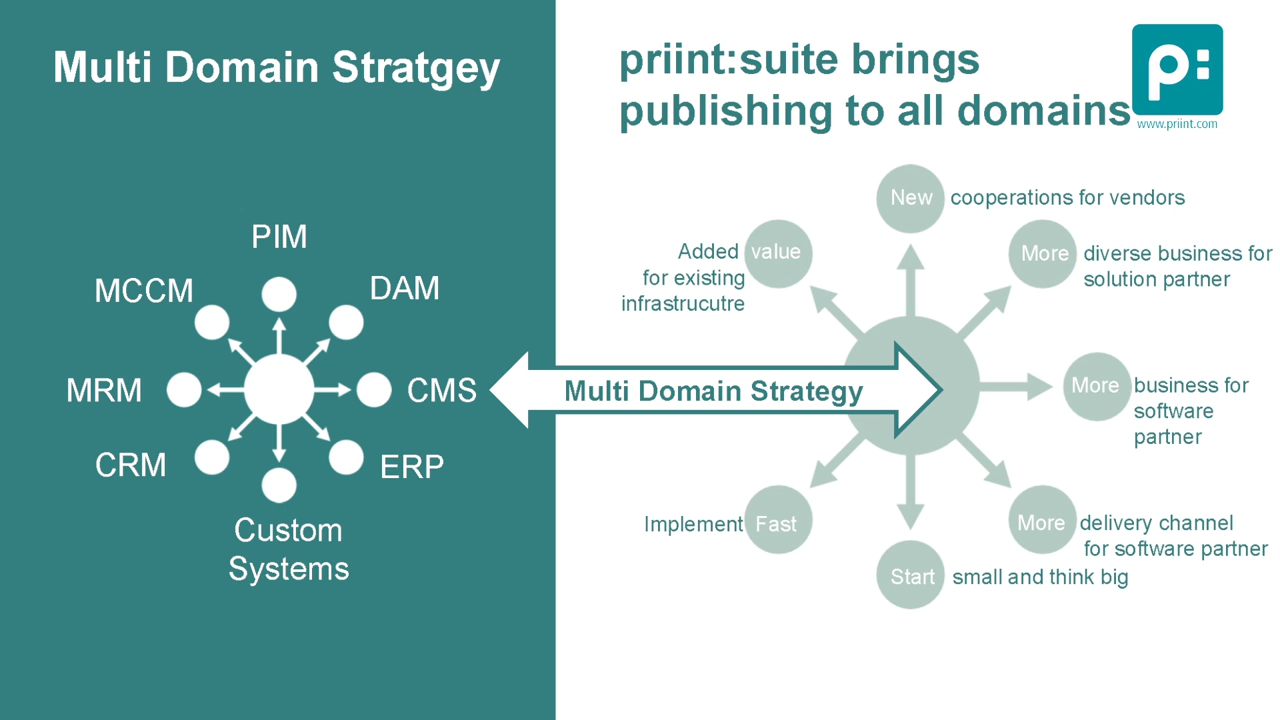 Multi Domain Stratgey
priint:suite brings
publishing to all domains
p:
www.priint.com
PIM
MCCM
DAM
MRM
CMS
CRM
ERP
Custom
Systems
Multi Domain Strategy
New cooperations for vendors
Added value
for existing
infrastrucutre
More diverse business for
solution partner
More business for
software
partner
Implement Fast
More delivery channel
for software partner
Start small and think big